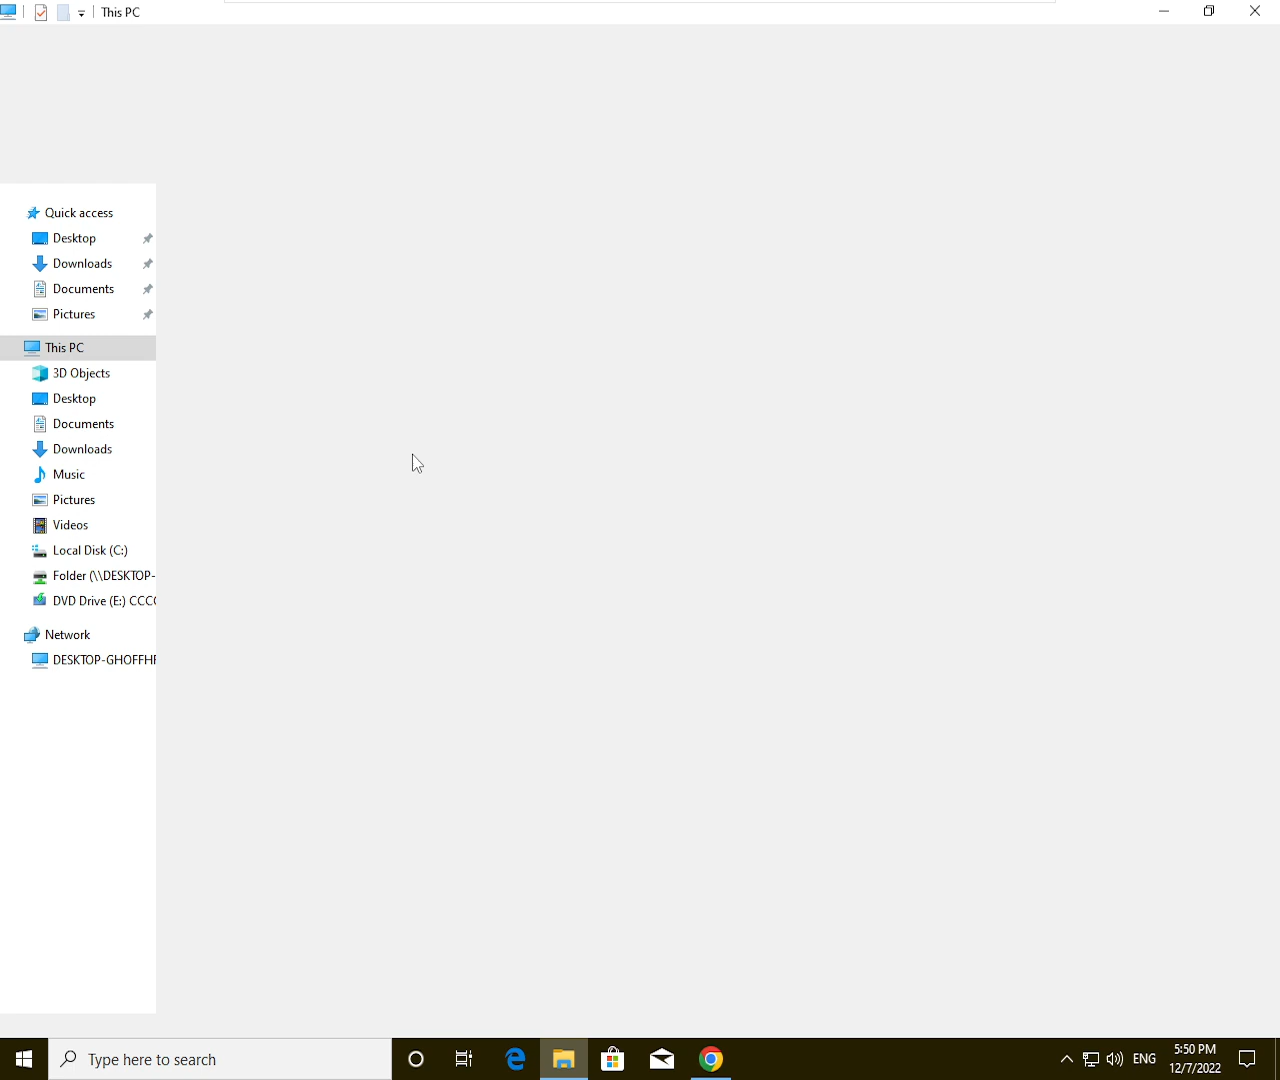 This PC
Quick access
Desktop
Downloads
Documents
Pictures
This PC
3D Objects
Desktop
Documents
Downloads
Music
Pictures
Videos
Local Disk (C:)
Folder (\\DESKTOP-
DVD Drive (E:) CCC
Network
DESKTOP-GHOFFH
Type here to search
ENG
5:50 PM
12/7/2022